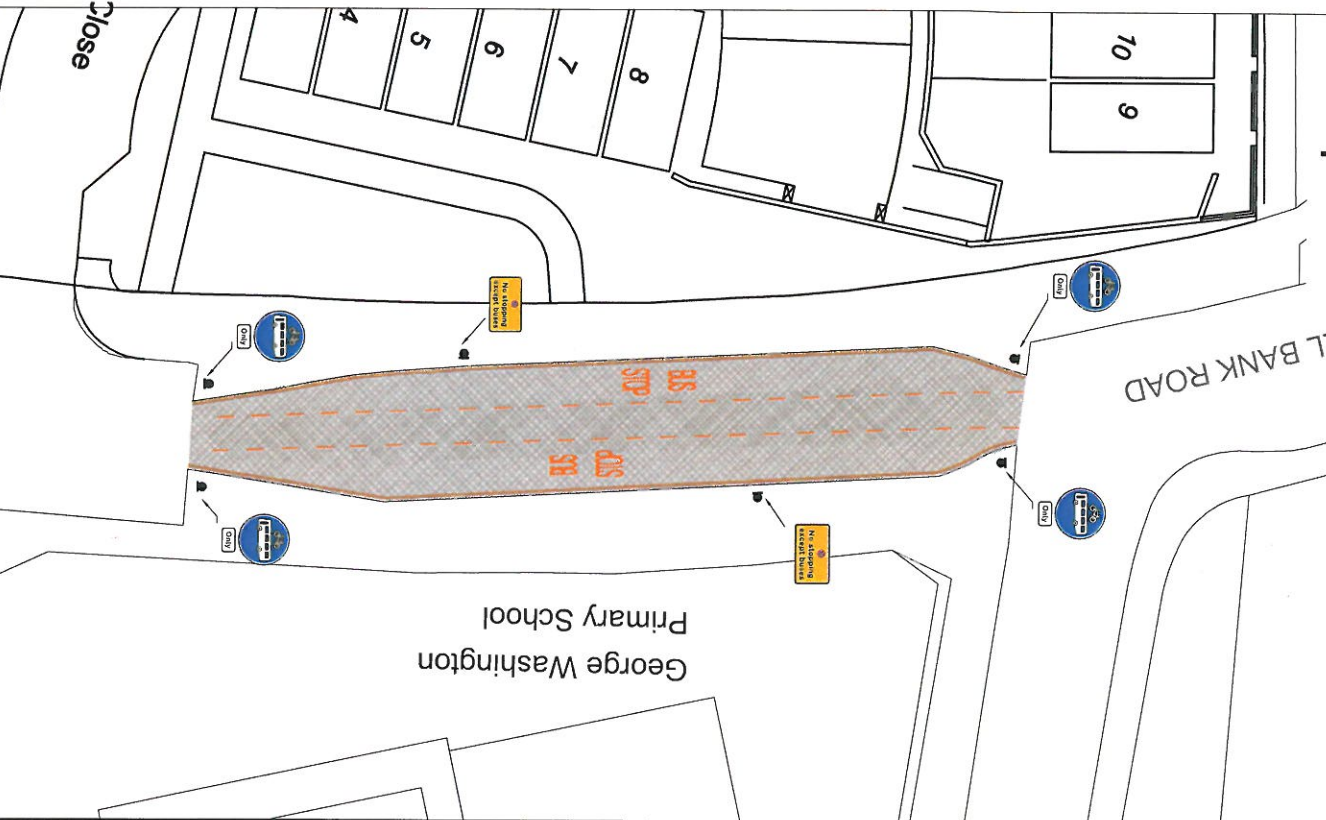 Close
4
5
6
7
8
10
9
L BANK ROAD
Only
No stopping
except buses
Only
BUS
STOP
BUS
STOP
Only
Only
No stopping
except buses
George Washington
Primary School